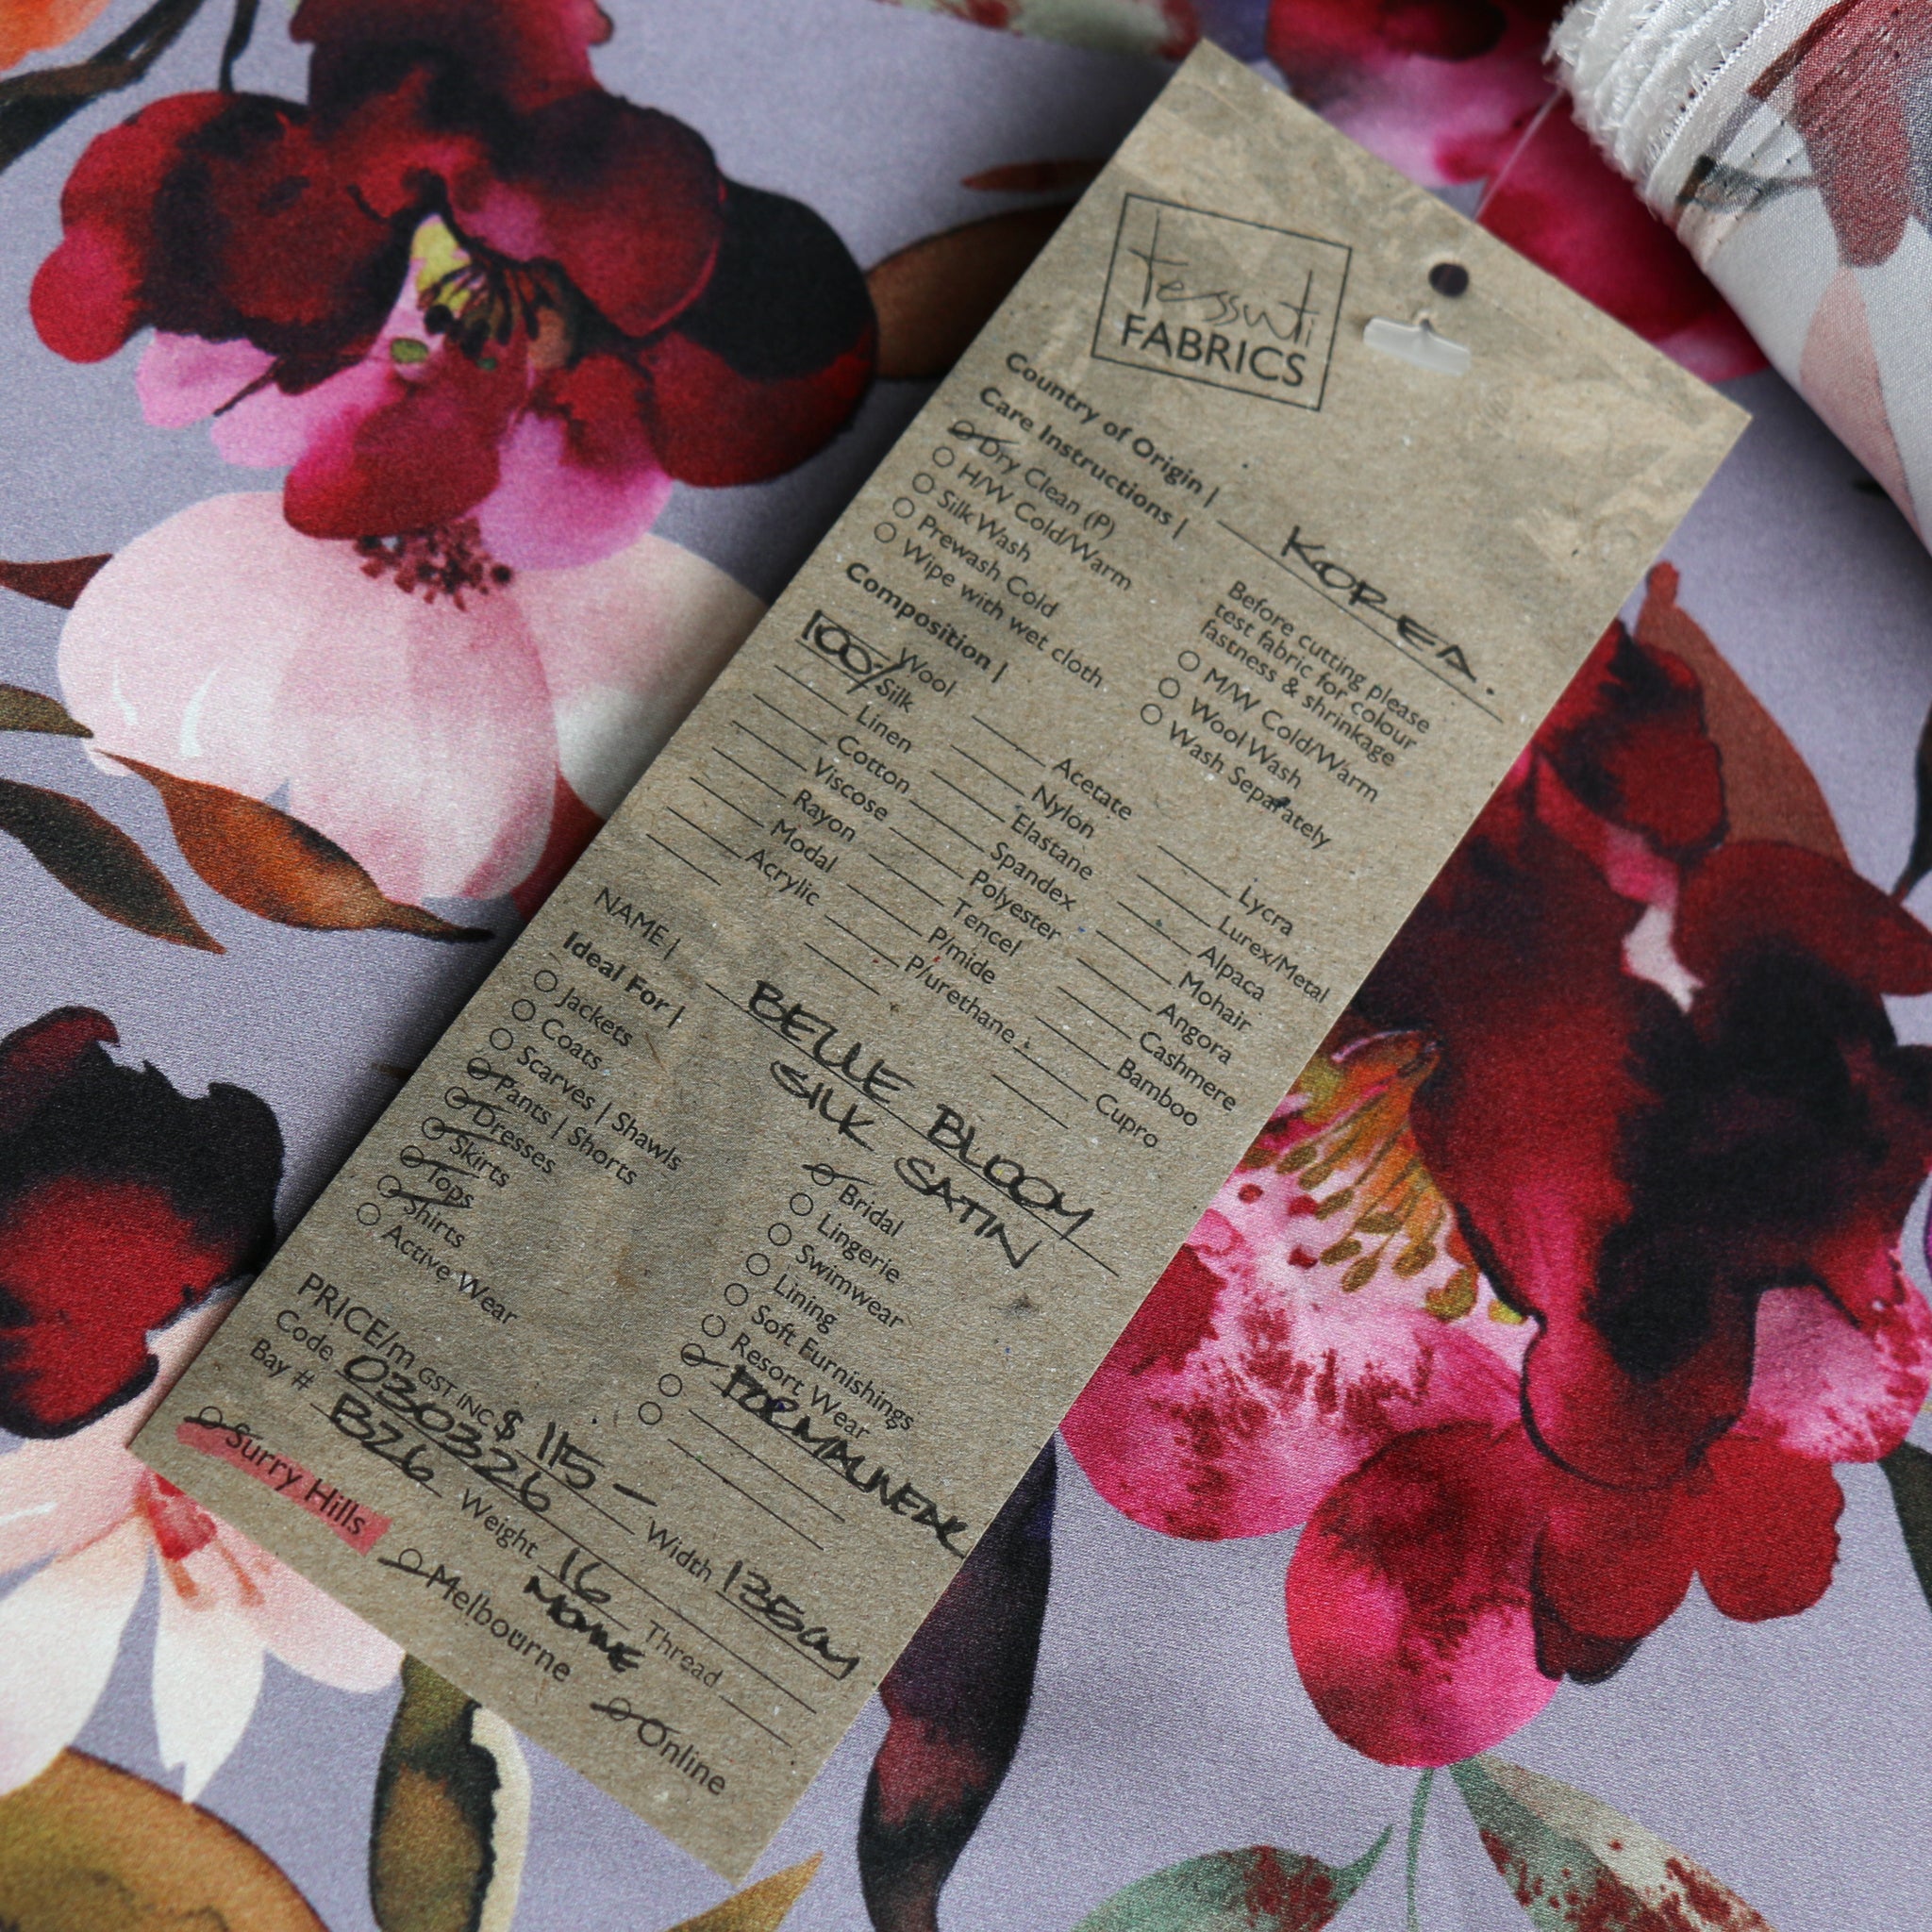 tessuti
FABRICS
Country of Origin | KOREA.
Care Instructions |
Dry Clean (P)
H/W Cold/Warm
Silk Wash
Prewash Cold
Wipe with wet cloth
Before cutting please
test fabric for colour
fastness & shrinkage
M/W Cold/Warm
Wool Wash
Wash Separately
Composition |
Wool
100% Silk
Linen
Cotton
Viscose
Rayon
Modal
Acrylic
Acetate
Nylon
Elastane
Spandex
Polyester
Tencel
P/mide
P/urethane
Lycra
Lurex/Metal
Alpaca
Mohair
Angora
Cashmere
Bamboo
Cupro
NAME | BELLE BLOOM
SILK SATIN
Ideal For |
Jackets
Coats
Scarves | Shawls
Pants | Shorts
Dresses
Skirts
Tops
Shirts
Active Wear
Bridal
Lingerie
Swimwear
Lining
Soft Furnishings
Resort Wear
FORMALWEAR
PRICE/m GST INC $ 115 — Width 135cm
Code 0303326 Weight 16 MOMME Thread
Bay # B26
Surry Hills Melbourne Online